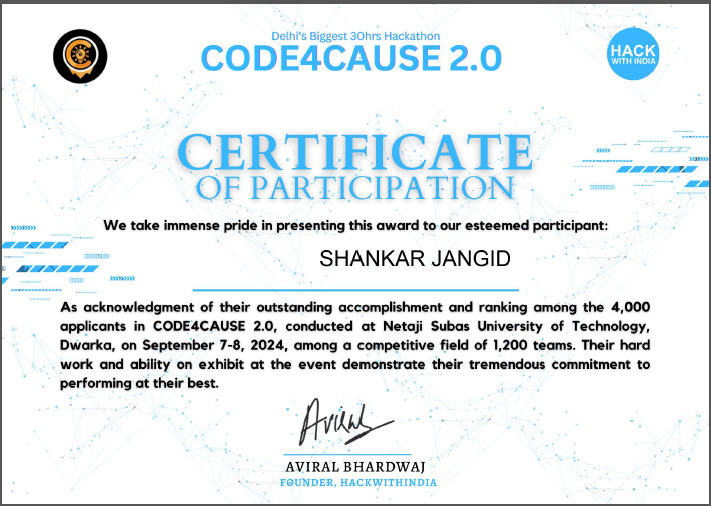 Delhi's Biggest 30hrs Hackathon
CODE4CAUSE 2.0
HACK
WITH INDIA
CERTIFICATE
OF PARTICIPATION
We take immense pride in presenting this award to our esteemed participant:
SHANKAR JANGID
As acknowledgment of their outstanding accomplishment and ranking among the 4,000
applicants in CODE4CAUSE 2.0, conducted at Netaji Subas University of Technology,
Dwarka, on September 7-8, 2024, among a competitive field of 1,200 teams. Their hard
work and ability on exhibit at the event demonstrate their tremendous commitment to
performing at their best.
Aviral
AVIRAL BHARDWAJ
FOUNDER, HACKWITHINDIA